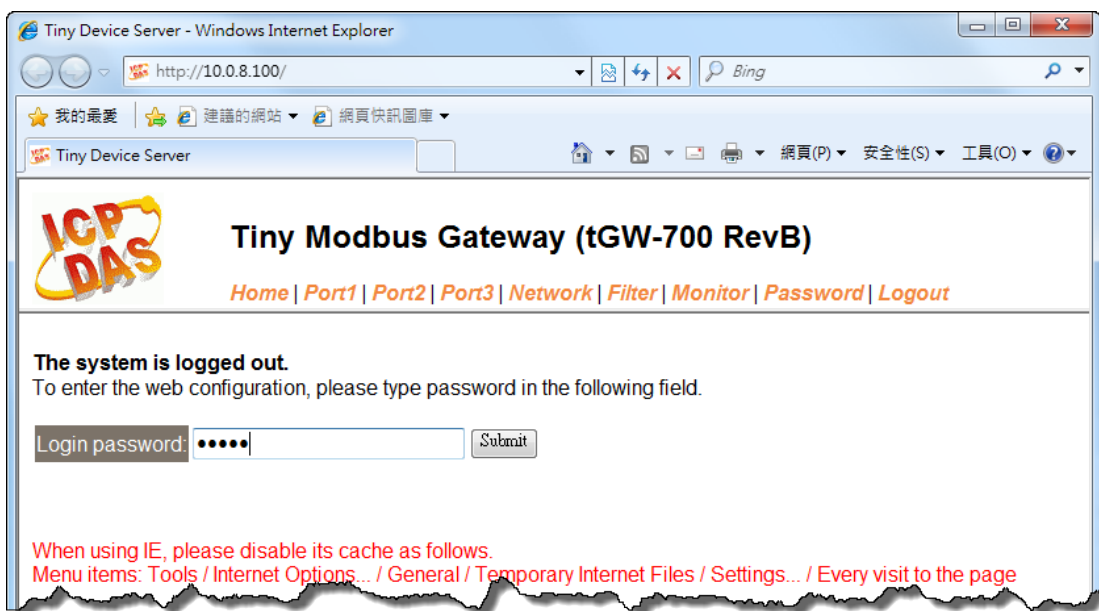 Tiny Device Server - Windows Internet Explorer
http://10.0.8.100/
Bing
我的最愛
建議的網站
網頁快訊圖庫
Tiny Device Server
網頁(P)
安全性(S)
工具(O)
ICP
DAS
Tiny Modbus Gateway (tGW-700 RevB)
Home | Port1 | Port2 | Port3 | Network | Filter | Monitor | Password | Logout
The system is logged out.
To enter the web configuration, please type password in the following field.
Login password: •••••
Submit
When using IE, please disable its cache as follows.
Menu items: Tools / Internet Options... / General / Temporary Internet Files / Settings... / Every visit to the page